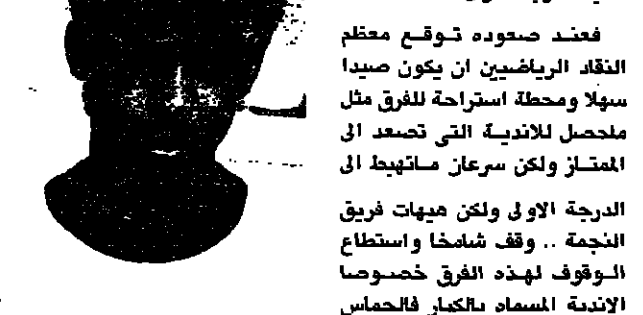 فعند صعوده توقع معظم
النقاد الرياضيين ان يكون صيدا
سهلا ومحطة استراحة للفرق مثل
ماحصل للاندية التي تصعد الى
الممتاز ولكن سرعان ماتهبط الى
الدرجة الاولى ولكن هيهات فريق
النجمة .. وقف شامخا واستطاع
الوقوف لهذه الفرق خصوصا
الاندية المسماه بالكبار فالحماس